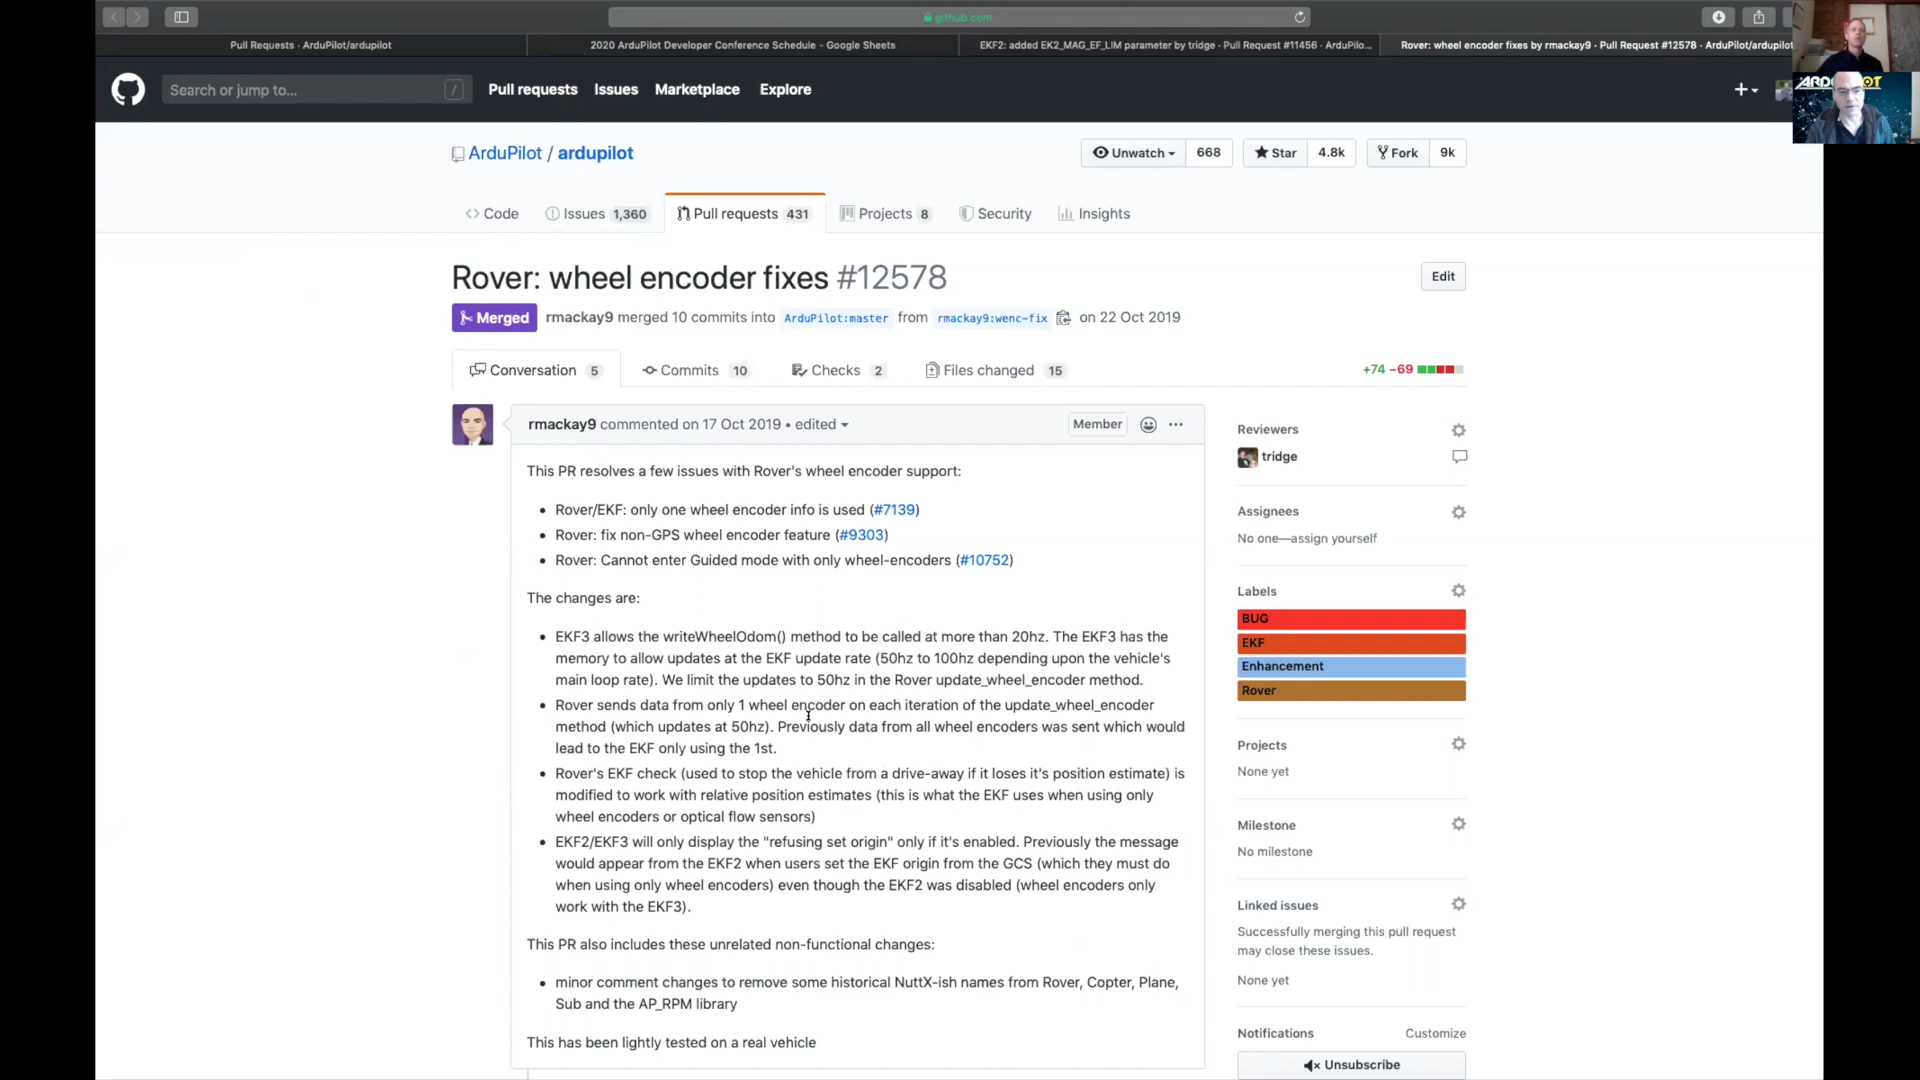 github.com
Pull Requests · ArduPilot/ardupilot
2020 ArduPilot Developer Conference Schedule - Google Sheets
EKF2: added EK2_MAG_EF_LIM parameter by tridge · Pull Request #11456 · ArduPilo...
Rover: wheel encoder fixes by rmackay9 · Pull Request #12578 · ArduPilot/ardupilot
Search or jump to... /
Pull requests Issues Marketplace Explore
ArduPilot / ardupilot
Unwatch 668 Star 4.8k Fork 9k
Code Issues 1,360 Pull requests 431 Projects 8 Security Insights
Rover: wheel encoder fixes #12578
Edit
Merged rmackay9 merged 10 commits into ArduPilot:master from rmackay9:wenc-fix on 22 Oct 2019
Conversation 5 Commits 10 Checks 2 Files changed 15
+74 −69
rmackay9 commented on 17 Oct 2019 • edited
Member
This PR resolves a few issues with Rover's wheel encoder support:
• Rover/EKF: only one wheel encoder info is used (#7139)
• Rover: fix non-GPS wheel encoder feature (#9303)
• Rover: Cannot enter Guided mode with only wheel-encoders (#10752)
The changes are:
• EKF3 allows the writeWheelOdom() method to be called at more than 20hz. The EKF3 has the
memory to allow updates at the EKF update rate (50hz to 100hz depending upon the vehicle's
main loop rate). We limit the updates to 50hz in the Rover update_wheel_encoder method.
• Rover sends data from only 1 wheel encoder on each iteration of the update_wheel_encoder
method (which updates at 50hz). Previously data from all wheel encoders was sent which would
lead to the EKF only using the 1st.
• Rover's EKF check (used to stop the vehicle from a drive-away if it loses it's position estimate) is
modified to work with relative position estimates (this is what the EKF uses when using only
wheel encoders or optical flow sensors)
• EKF2/EKF3 will only display the "refusing set origin" only if it's enabled. Previously the message
would appear from the EKF2 when users set the EKF origin from the GCS (which they must do
when using only wheel encoders) even though the EKF2 was disabled (wheel encoders only
work with the EKF3).
This PR also includes these unrelated non-functional changes:
• minor comment changes to remove some historical NuttX-ish names from Rover, Copter, Plane,
Sub and the AP_RPM library
This has been lightly tested on a real vehicle
Reviewers
tridge
Assignees
No one—assign yourself
Labels
BUG
EKF
Enhancement
Rover
Projects
None yet
Milestone
No milestone
Linked issues
Successfully merging this pull request
may close these issues.
None yet
Notifications Customize
Unsubscribe